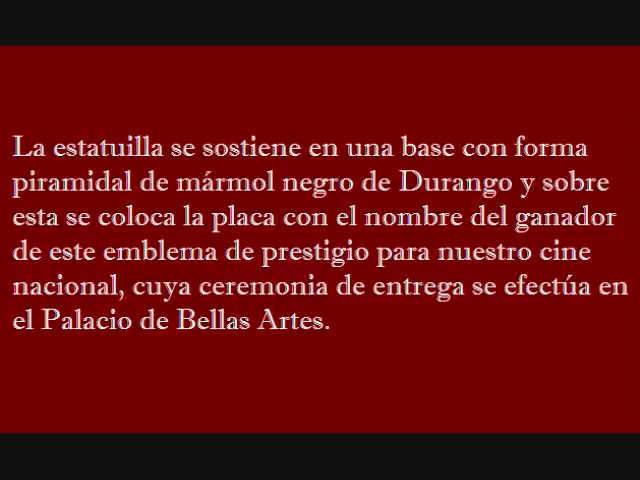 La estatuilla se sostiene en una base con forma
piramidal de mármol negro de Durango y sobre
esta se coloca la placa con el nombre del ganador
de este emblema de prestigio para nuestro cine
nacional, cuya ceremonia de entrega se efectúa en
el Palacio de Bellas Artes.